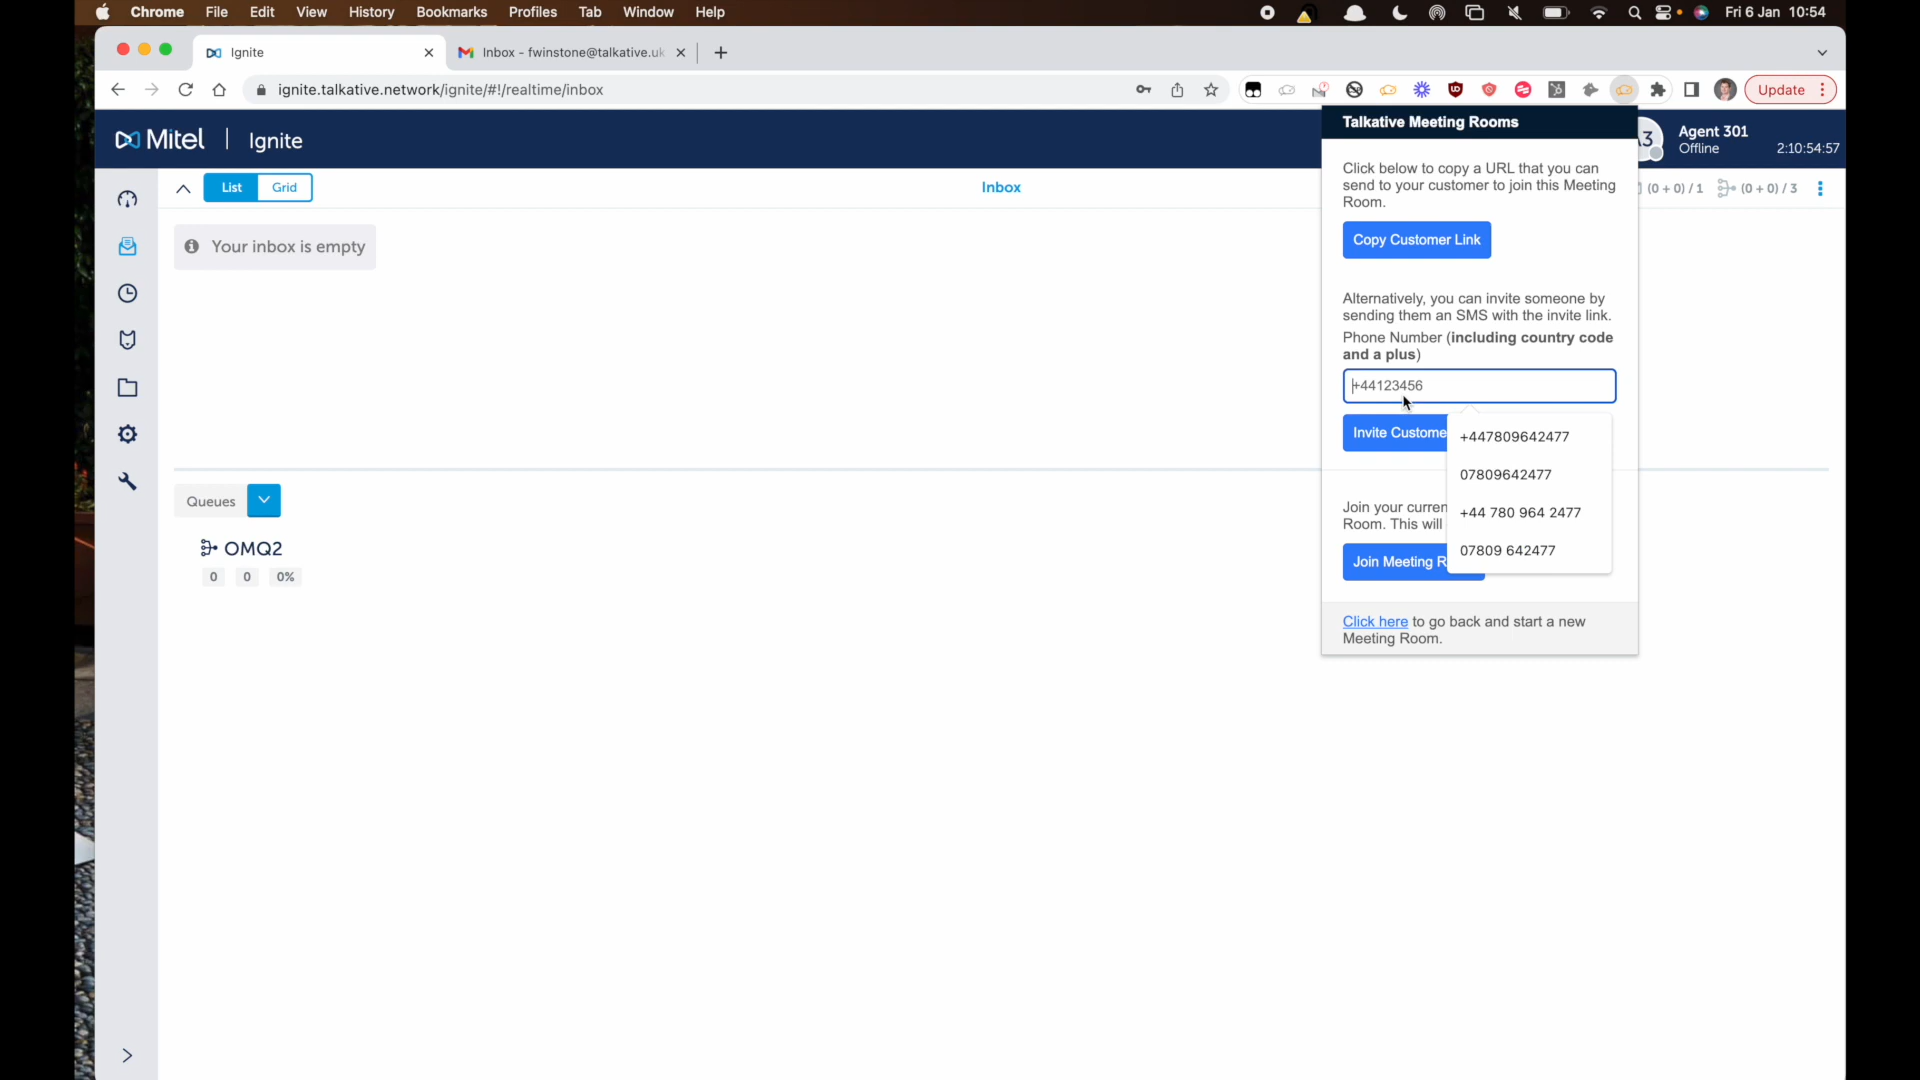 Chrome File Edit View History Bookmarks Profiles Tab Window Help Fri 6 Jan 10:54
Ignite Inbox - fwinstone@talkative.uk
ignite.talkative.network/ignite/#!/realtime/inbox Update
Mitel | Ignite
Agent 301
Offline 2:10:54:57
List Grid Inbox (0 + 0) / 1 (0 + 0) / 3
Your inbox is empty
Queues
OMQ2
0 0 0%
Talkative Meeting Rooms
Click below to copy a URL that you can
send to your customer to join this Meeting
Room.
Copy Customer Link
Alternatively, you can invite someone by
sending them an SMS with the invite link.
Phone Number (including country code
and a plus)
+44123456
Invite Custome
+447809642477
07809642477
+44 780 964 2477
07809 642477
Join your curren
Room. This will
Join Meeting R
Click here to go back and start a new
Meeting Room.